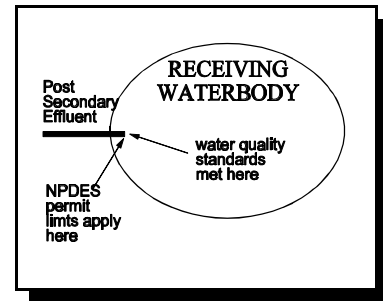 RECEIVING
WATERBODY
Post
Secondary
Effluent
water quality
standards
met here
NPDES
permit
limts apply
here